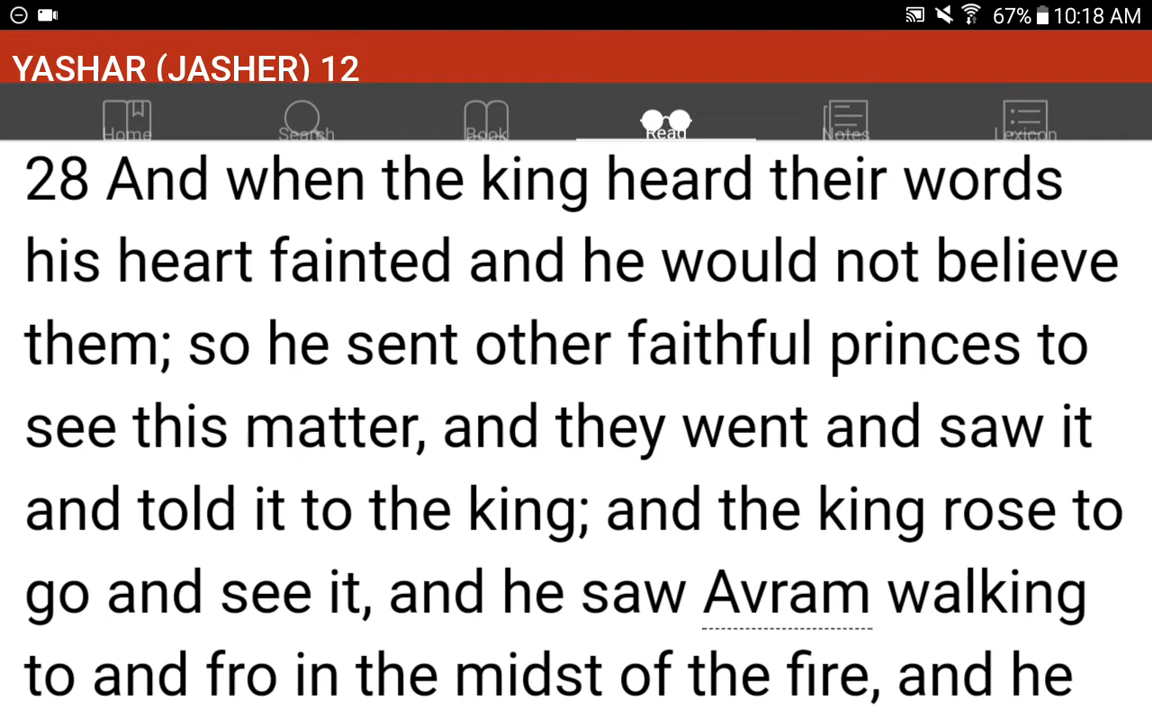 67% 10:18 AM
YASHAR (JASHER) 12
Home Search Book Read Notes Lexicon
28 And when the king heard their words
his heart fainted and he would not believe
them; so he sent other faithful princes to
see this matter, and they went and saw it
and told it to the king; and the king rose to
go and see it, and he saw Avram walking
to and fro in the midst of the fire, and he